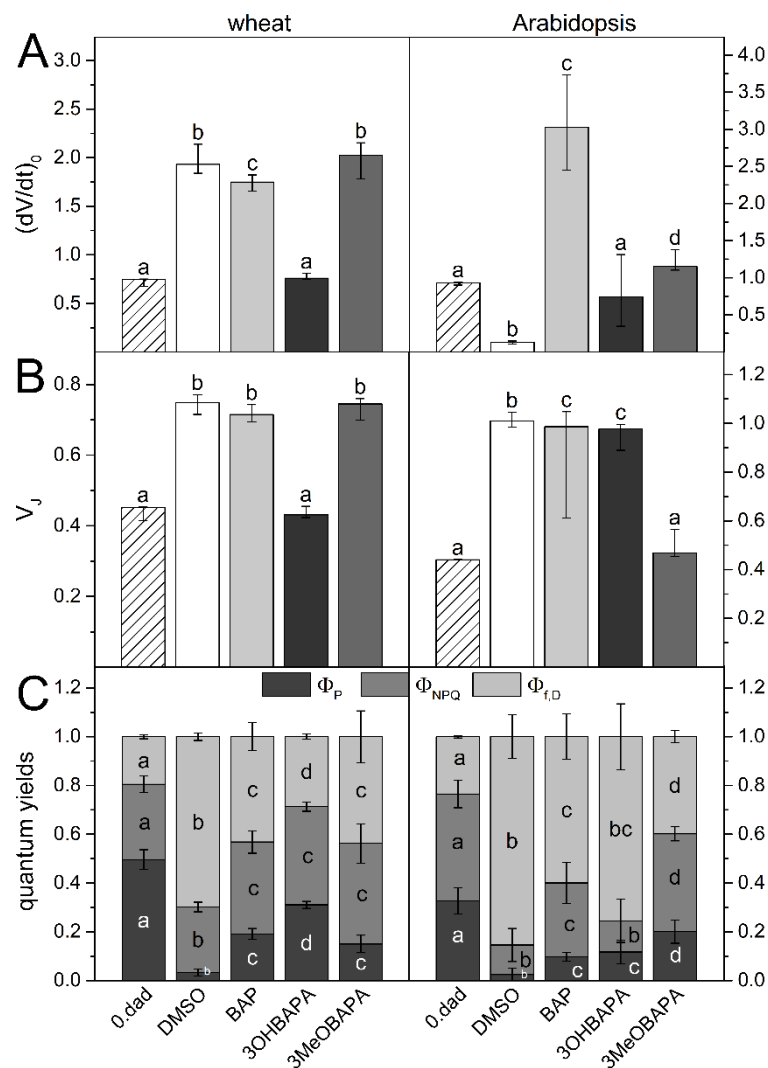 wheat Arabidopsis
A
(dV/dt)0
3.0
2.5
2.0
1.5
1.0
0.5
a b c a b
a b c a d
4.0
3.5
3.0
2.5
2.0
1.5
1.0
0.5
B
VJ
0.8
0.6
0.4
0.2
a b b a b
a b c c a
1.2
1.0
0.8
0.6
0.4
0.2
C
ΦP ΦNPQ Φf,D
quantum yields
1.2
1.0
0.8
0.6
0.4
0.2
0.0
a b c d c
a b c c c
a b c d c
a b c bc d
a b c b d
a b c c d
1.2
1.0
0.8
0.6
0.4
0.2
0.0
0.dad DMSO BAP 3OHBAPA 3MeOBAPA
0.dad DMSO BAP 3OHBAPA 3MeOBAPA